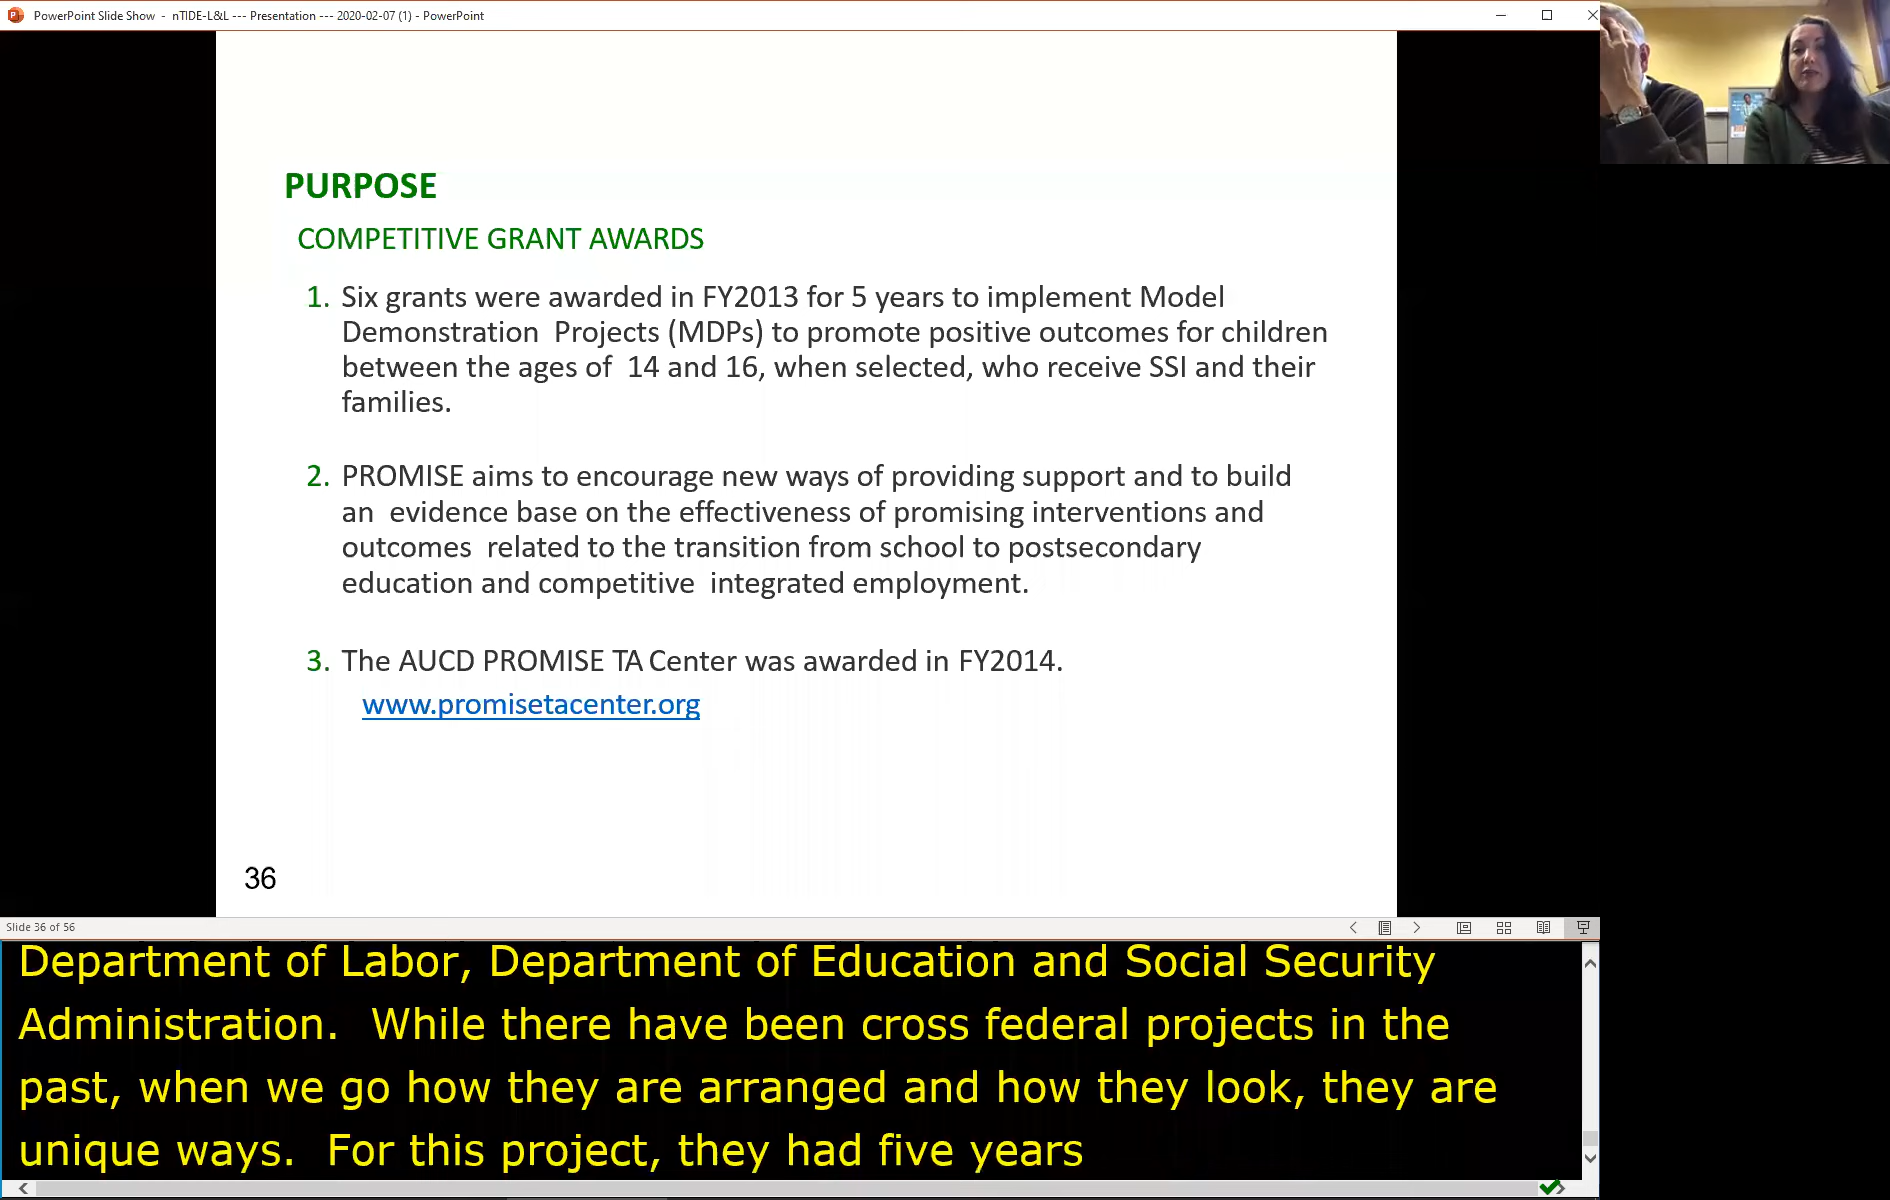 PowerPoint Slide Show - nTIDE-L&L --- Presentation --- 2020-02-07 (1) - PowerPoint
PURPOSE
COMPETITIVE GRANT AWARDS
1. Six grants were awarded in FY2013 for 5 years to implement Model
Demonstration Projects (MDPs) to promote positive outcomes for children
between the ages of 14 and 16, when selected, who receive SSI and their
families.
2. PROMISE aims to encourage new ways of providing support and to build
an evidence base on the effectiveness of promising interventions and
outcomes related to the transition from school to postsecondary
education and competitive integrated employment.
3. The AUCD PROMISE TA Center was awarded in FY2014.
www.promisetacenter.org
36
Slide 36 of 56
Department of Labor, Department of Education and Social Security
Administration. While there have been cross federal projects in the
past, when we go how they are arranged and how they look, they are
unique ways. For this project, they had five years